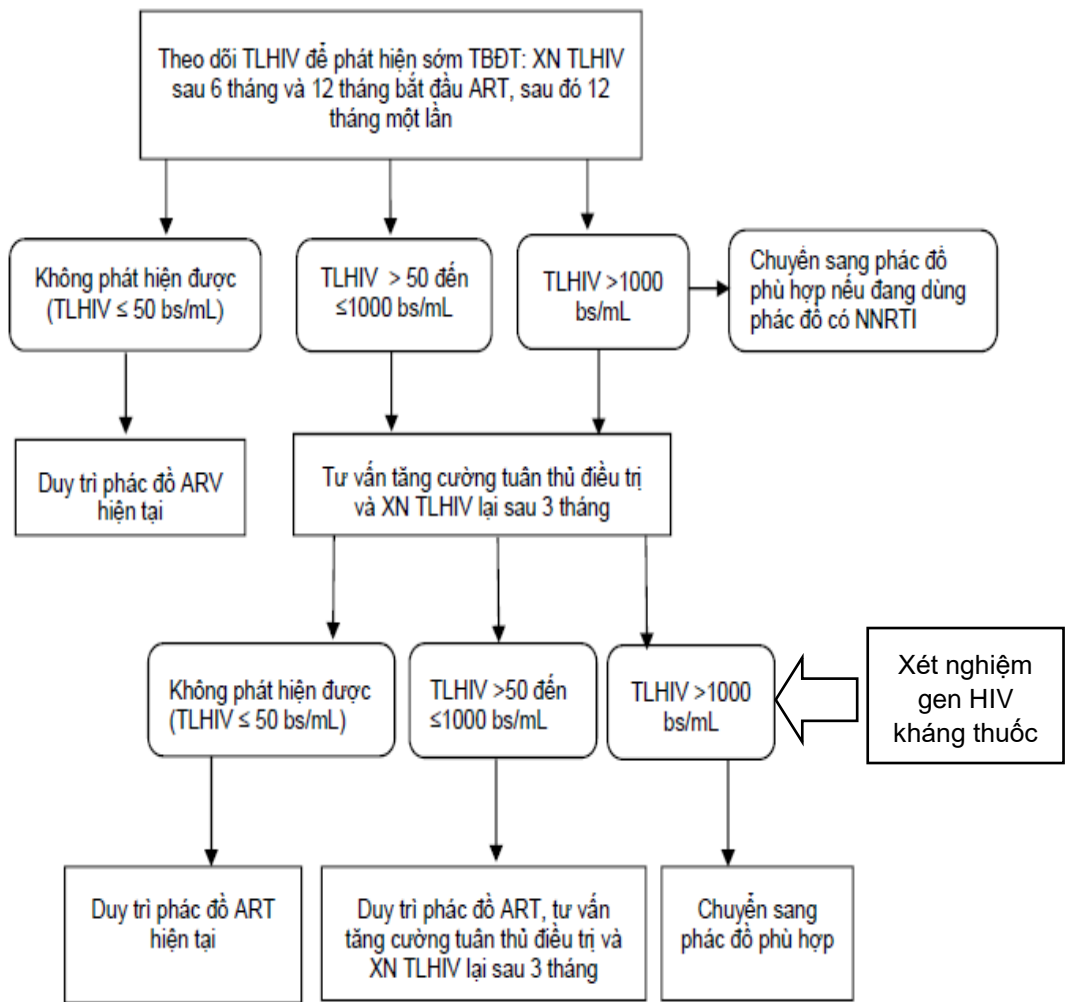 Theo dõi TLHIV để phát hiện sớm TBĐT: XN TLHIV
sau 6 tháng và 12 tháng bắt đầu ART, sau đó 12
tháng một lần
Không phát hiện được
(TLHIV ≤ 50 bs/mL)
TLHIV > 50 đến
≤1000 bs/mL
TLHIV >1000
bs/mL
Chuyển sang phác đồ
phù hợp nếu đang dùng
phác đồ có NNRTI
Duy trì phác đồ ARV
hiện tại
Tư vấn tăng cường tuân thủ điều trị
và XN TLHIV lại sau 3 tháng
Không phát hiện được
(TLHIV ≤ 50 bs/mL)
TLHIV >50 đến
≤1000 bs/mL
TLHIV >1000
bs/mL
Xét nghiệm
gen HIV
kháng thuốc
Duy trì phác đồ ART
hiện tại
Duy trì phác đồ ART, tư vấn
tăng cường tuân thủ điều trị và
XN TLHIV lại sau 3 tháng
Chuyển sang
phác đồ phù hợp